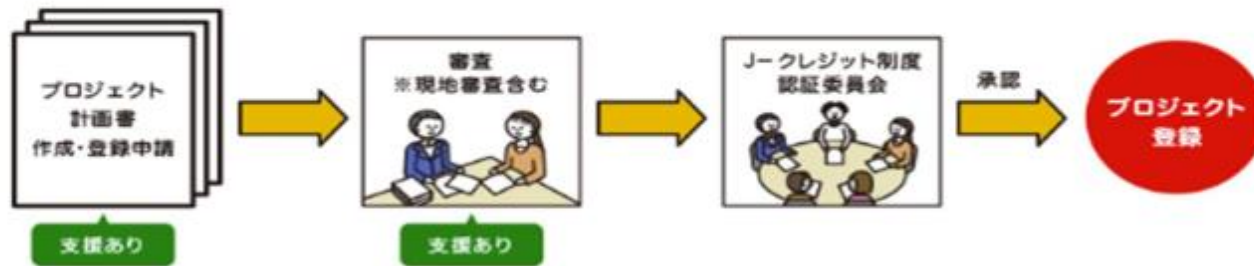 プロジェクト
計画書
作成・登録申請
支援あり
審査
※現地審査含む
支援あり
J－クレジット制度
認証委員会
承認
プロジェクト
登録